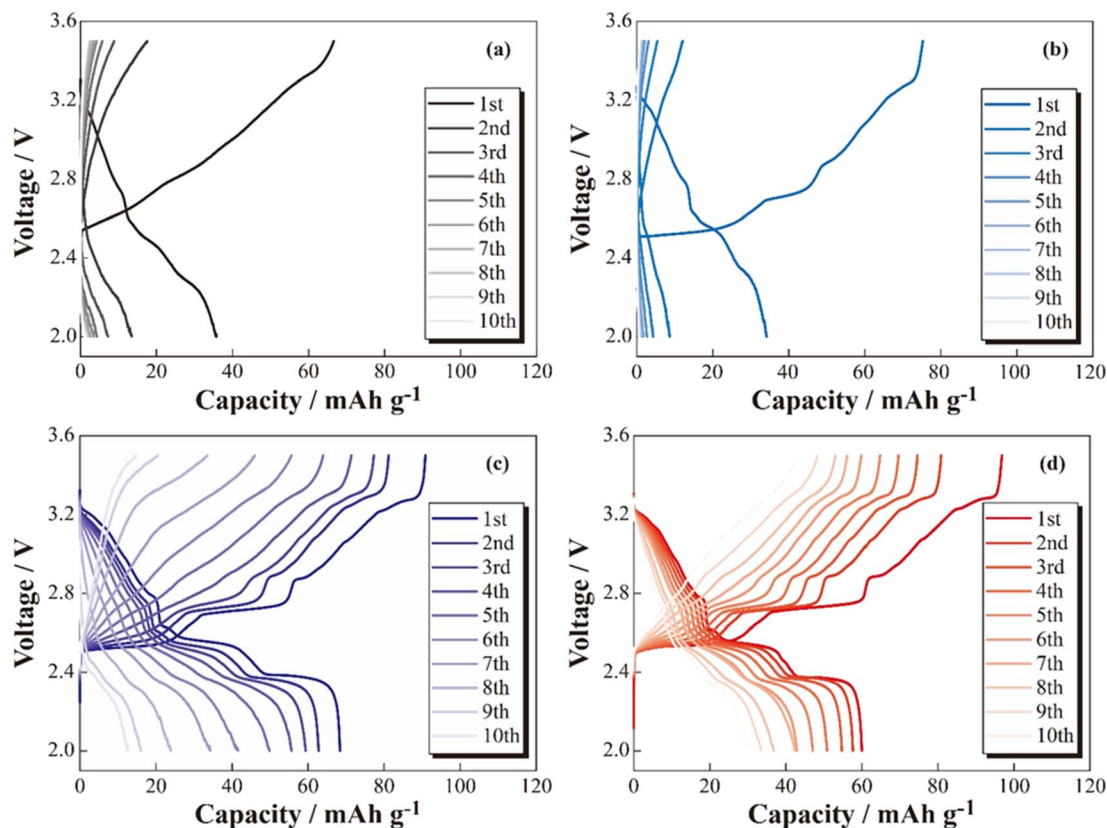 3.6
3.2
2.8
2.4
2.0
Voltage / V
(a)
1st
2nd
3rd
4th
5th
6th
7th
8th
9th
10th
0 20 40 60 80 100 120
Capacity / mAh g⁻¹
3.6
3.2
2.8
2.4
2.0
Voltage / V
(b)
1st
2nd
3rd
4th
5th
6th
7th
8th
9th
10th
0 20 40 60 80 100 120
Capacity / mAh g⁻¹
3.6
3.2
2.8
2.4
2.0
Voltage / V
(c)
1st
2nd
3rd
4th
5th
6th
7th
8th
9th
10th
0 20 40 60 80 100 120
Capacity / mAh g⁻¹
3.6
3.2
2.8
2.4
2.0
Voltage / V
(d)
1st
2nd
3rd
4th
5th
6th
7th
8th
9th
10th
0 20 40 60 80 100 120
Capacity / mAh g⁻¹